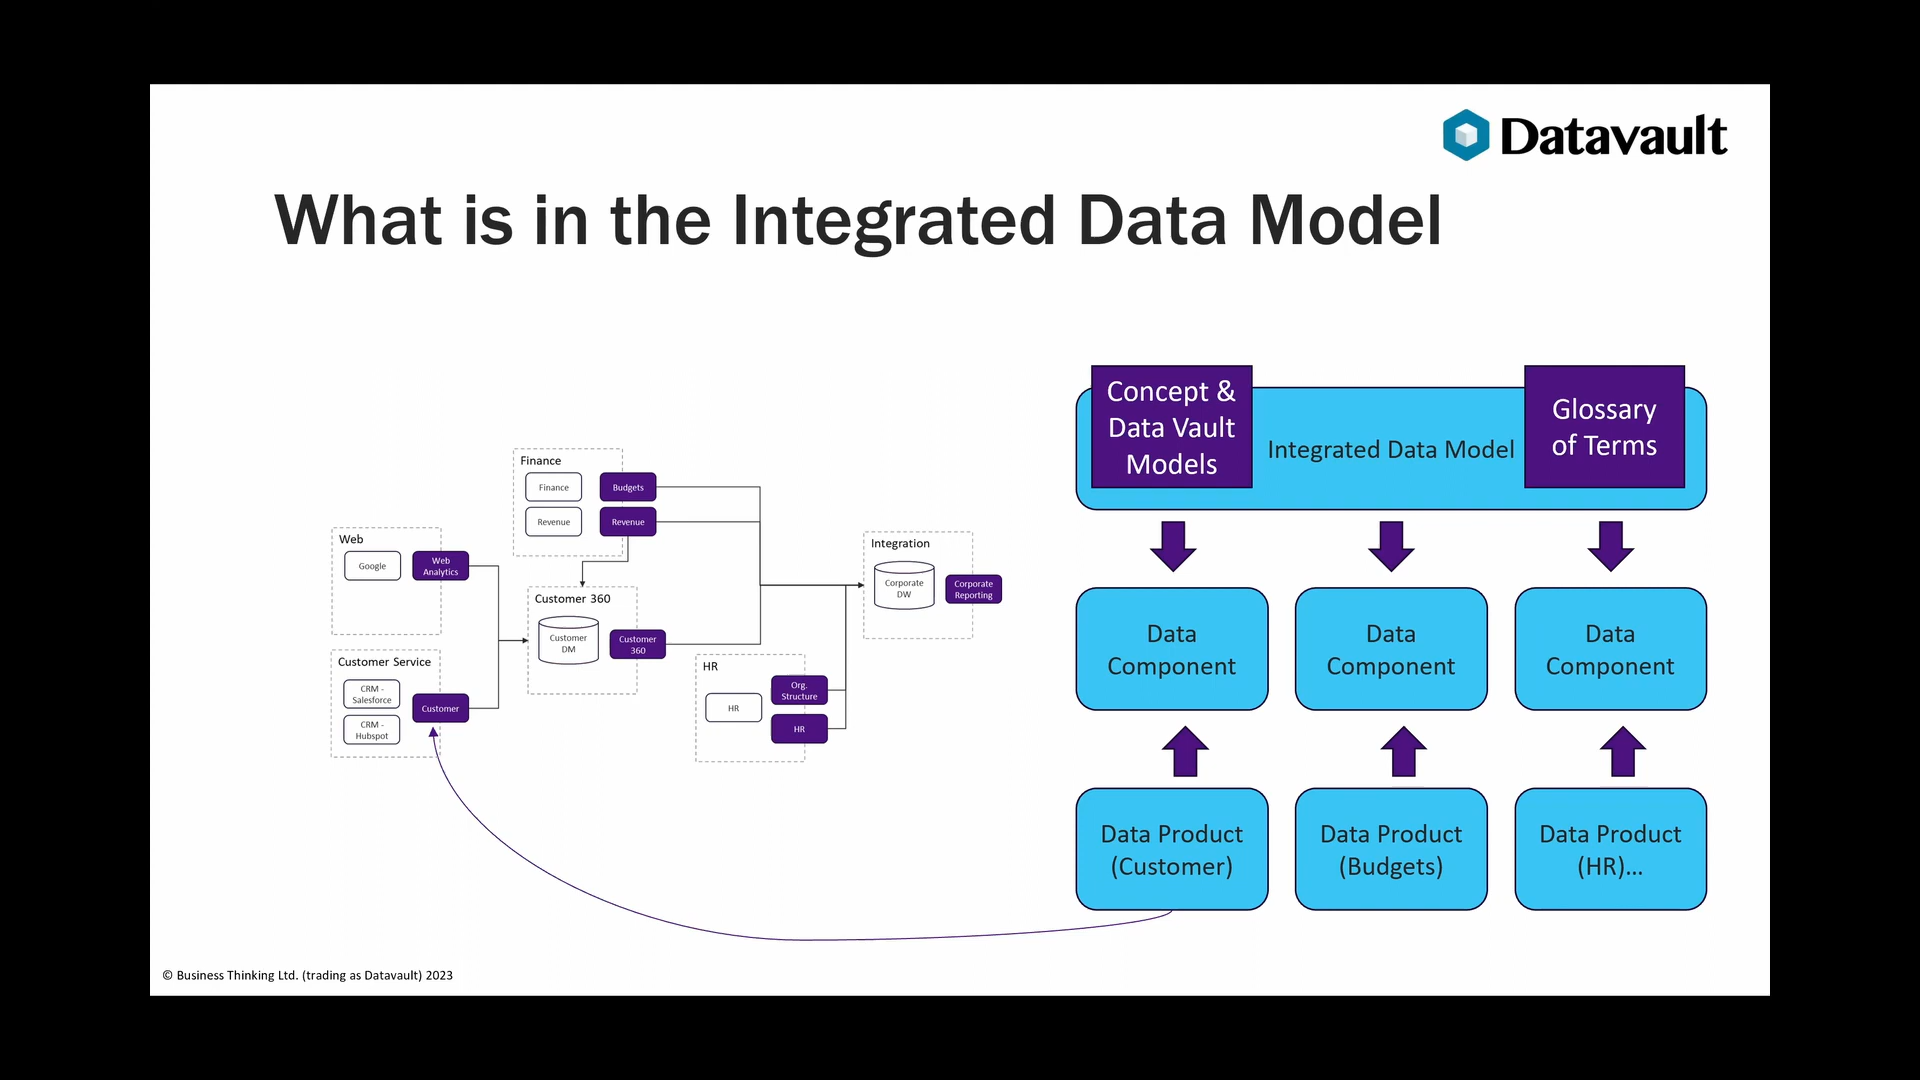 Datavault
What is in the Integrated Data Model
Finance
Finance
Budgets
Revenue
Revenue
Web
Google
Web
Analytics
Customer 360
Customer
DM
Customer
360
Customer Service
CRM -
Salesforce
CRM -
Hubspot
Customer
HR
HR
Org.
Structure
HR
Integration
Corporate
DW
Corporate
Reporting
Concept &
Data Vault
Models
Integrated Data Model
Glossary
of Terms
Data
Component
Data
Component
Data
Component
Data Product
(Customer)
Data Product
(Budgets)
Data Product
(HR)...
© Business Thinking Ltd. (trading as Datavault) 2023